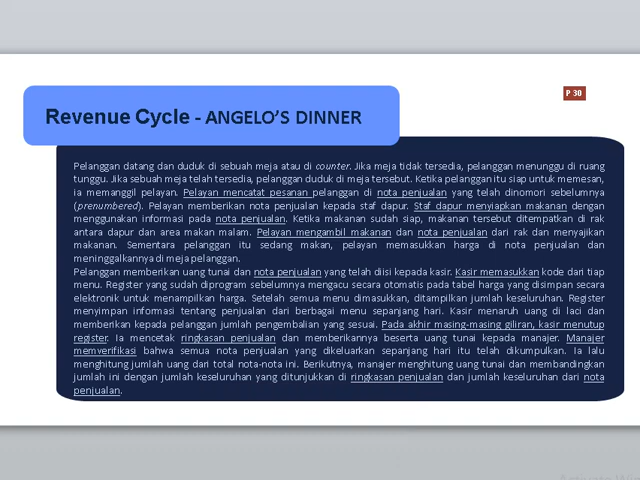 P 30
Revenue Cycle - ANGELO'S DINNER
Pelanggan datang dan duduk di sebuah meja atau di counter. Jika meja tidak tersedia, pelanggan menunggu di ruang
tunggu. Jika sebuah meja telah tersedia, pelanggan duduk di meja tersebut. Ketika pelanggan itu siap untuk memesan,
ia memanggil pelayan. Pelayan mencatat pesanan pelanggan di nota penjualan yang telah dinomori sebelumnya
(prenumbered). Pelayan memberikan nota penjualan kepada staf dapur. Staf dapur menyiapkan makanan dengan
menggunakan informasi pada nota penjualan. Ketika makanan sudah siap, makanan tersebut ditempatkan di rak
antara dapur dan area makan malam. Pelayan mengambil makanan dan nota penjualan dari rak dan menyajikan
makanan. Sementara pelanggan itu sedang makan, pelayan memasukkan harga di nota penjualan dan
meninggalkannya di meja pelanggan.
Pelanggan memberikan uang tunai dan nota penjualan yang telah diisi kepada kasir. Kasir memasukkan kode dari tiap
menu. Register yang sudah diprogram sebelumnya mengacu secara otomatis pada tabel harga yang disimpan secara
elektronik untuk menampilkan harga. Setelah semua menu dimasukkan, ditampilkan jumlah keseluruhan. Register
menyimpan informasi tentang penjualan dari berbagai menu sepanjang hari. Kasir menaruh uang di laci dan
memberikan kepada pelanggan jumlah pengembalian yang sesuai. Pada akhir masing-masing giliran, kasir menutup
register. Ia mencetak ringkasan penjualan dan memberikannya beserta uang tunai kepada manajer. Manajer
memverifikasi bahwa semua nota penjualan yang dikeluarkan sepanjang hari itu telah dikumpulkan. Ia lalu
menghitung jumlah uang dari total nota-nota ini. Berikutnya, manajer menghitung uang tunai dan membandingkan
jumlah ini dengan jumlah keseluruhan yang ditunjukkan di ringkasan penjualan dan jumlah keseluruhan dari nota
penjualan.